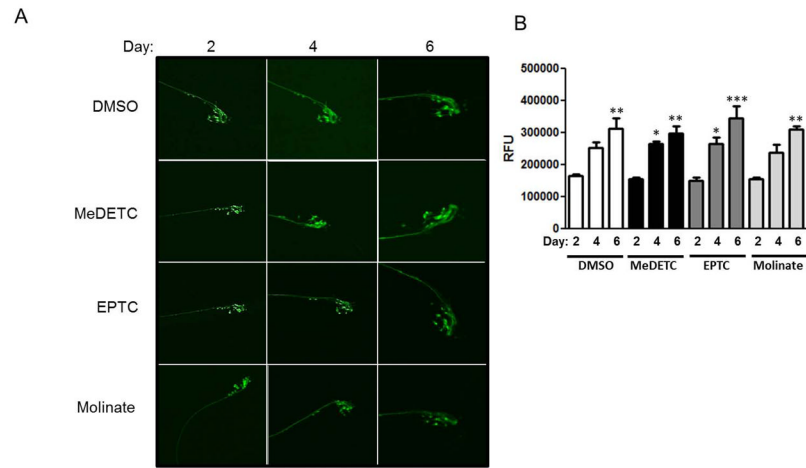 A
Day: 2 4 6
DMSO
MeDETC
EPTC
Molinate
B
500000
400000
300000
200000
100000
0
RFU
** * ** * *** **
Day: 2 4 6 2 4 6 2 4 6 2 4 6
DMSO MeDETC EPTC Molinate